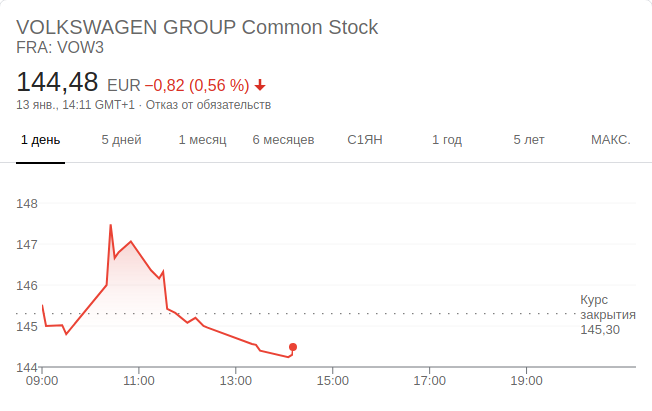 VOLKSWAGEN GROUP Common Stock
FRA: VOW3
144,48 EUR −0,82 (0,56 %)
13 янв., 14:11 GMT+1 · Отказ от обязательств
1 день 5 дней 1 месяц 6 месяцев С1ЯН 1 год 5 лет МАКС.
148
147
146
145
144
Курс
закрытия
145,30
09:00 11:00 13:00 15:00 17:00 19:00